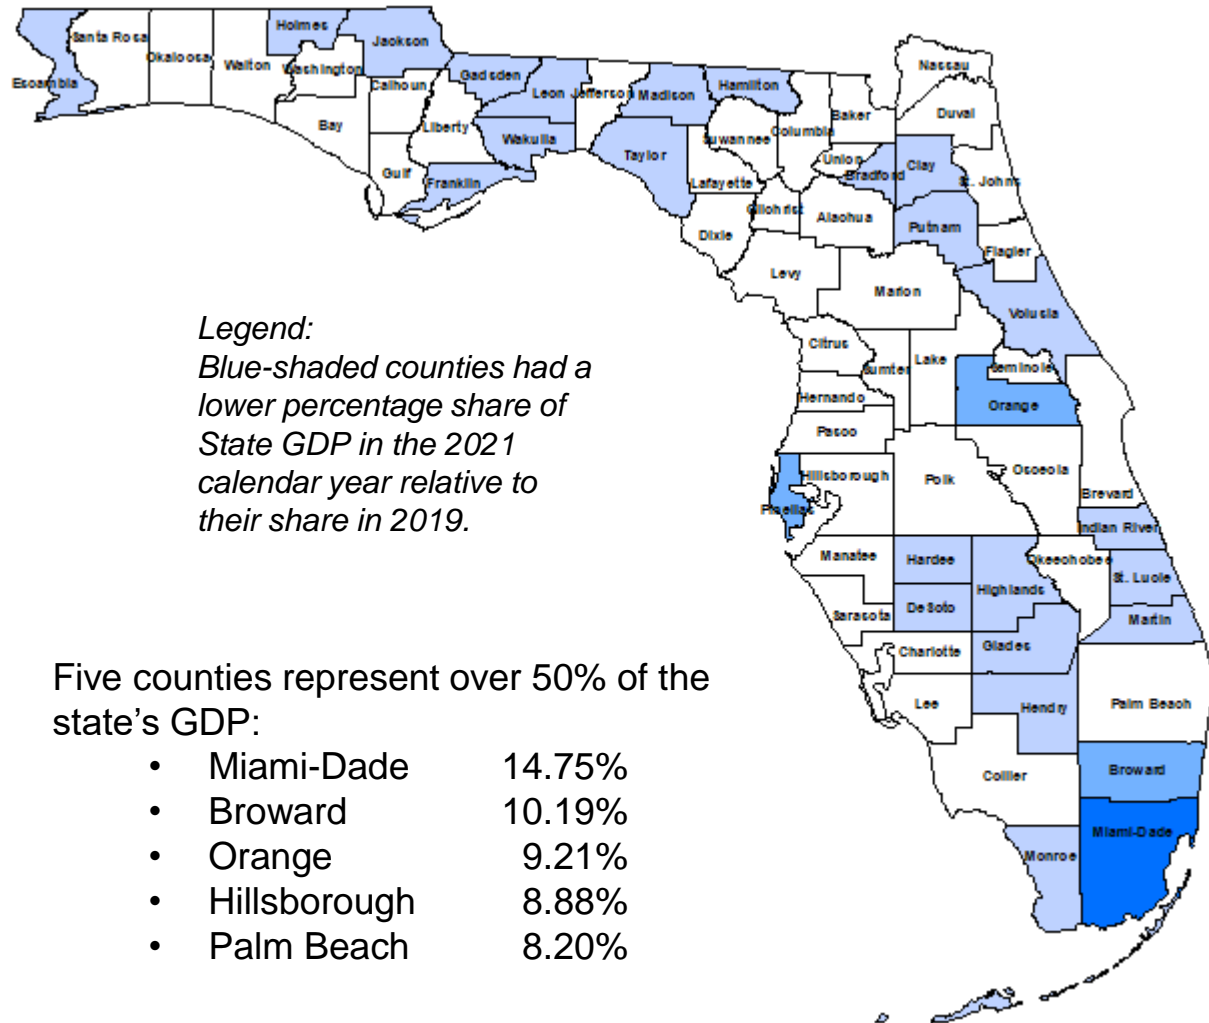 Holmes
Santa Rosa
Jackson
Okaloosa
Walton
Washington
Escambia
Calhoun
Gadsden
Leon
Jefferson
Madison
Hamilton
Nassau
Bay
Liberty
Wakulla
Baker
Duval
Suwannee
Columbia
Gulf
Franklin
Taylor
Lafayette
Union
Bradford
Clay
St. Johns
Gilchrist
Alachua
Putnam
Dixie
Flagler
Levy
Marion
Volusia
Legend:
Blue-shaded counties had a
lower percentage share of
State GDP in the 2021
calendar year relative to
their share in 2019.
Citrus
Sumter
Lake
Seminole
Hernando
Orange
Pasco
Hillsborough
Polk
Osceola
Brevard
Pinellas
Indian River
Manatee
Hardee
Okeechobee
Highlands
St. Lucie
Sarasota
DeSoto
Martin
Charlotte
Glades
Lee
Hendry
Palm Beach
Collier
Broward
Miami-Dade
Monroe
Five counties represent over 50% of the
state’s GDP:
• Miami-Dade 14.75%
• Broward 10.19%
• Orange 9.21%
• Hillsborough 8.88%
• Palm Beach 8.20%